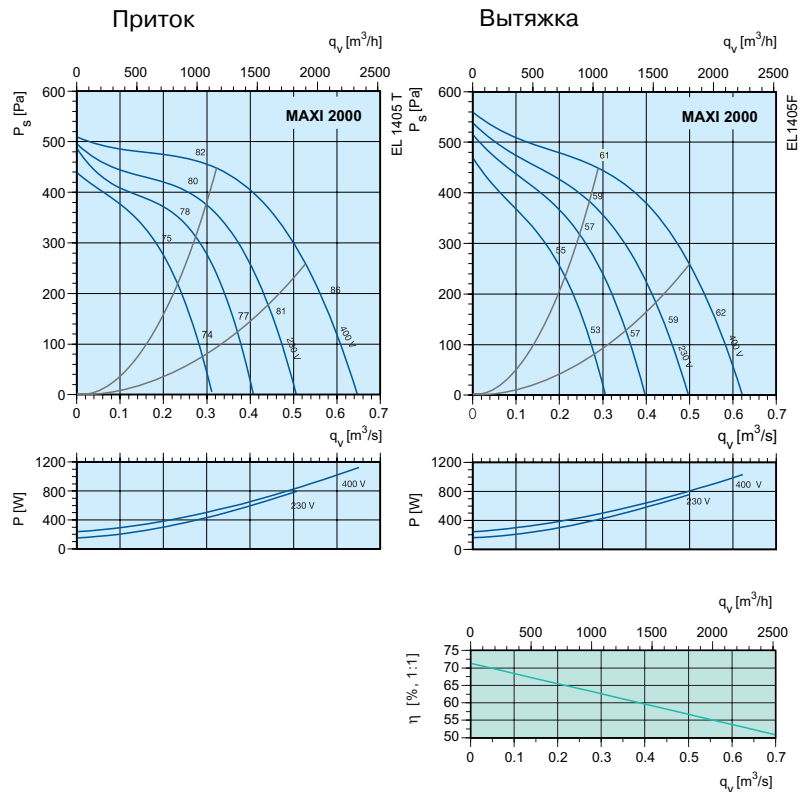 Приток
q_v [m³/h]
0 500 1000 1500 2000 2500
P_s [Pa]
600
500
400
300
200
100
0
MAXI 2000
EL 1405 T
82
80
78
75
86
81
77
74
400 V
230 V
0 0.1 0.2 0.3 0.4 0.5 0.6 0.7
q_v [m³/s]
P [W]
1200
800
400
0
400 V
230 V
Вытяжка
q_v [m³/h]
0 500 1000 1500 2000 2500
P_s [Pa]
600
500
400
300
200
100
0
MAXI 2000
EL1405F
61
59
57
55
62
59
57
53
400 V
230 V
0 0.1 0.2 0.3 0.4 0.5 0.6 0.7
q_v [m³/s]
P [W]
1200
800
400
0
400 V
230 V
q_v [m³/h]
0 500 1000 1500 2000 2500
η [%, 1:1]
75
70
65
60
55
50
0 0.1 0.2 0.3 0.4 0.5 0.6 0.7
q_v [m³/s]